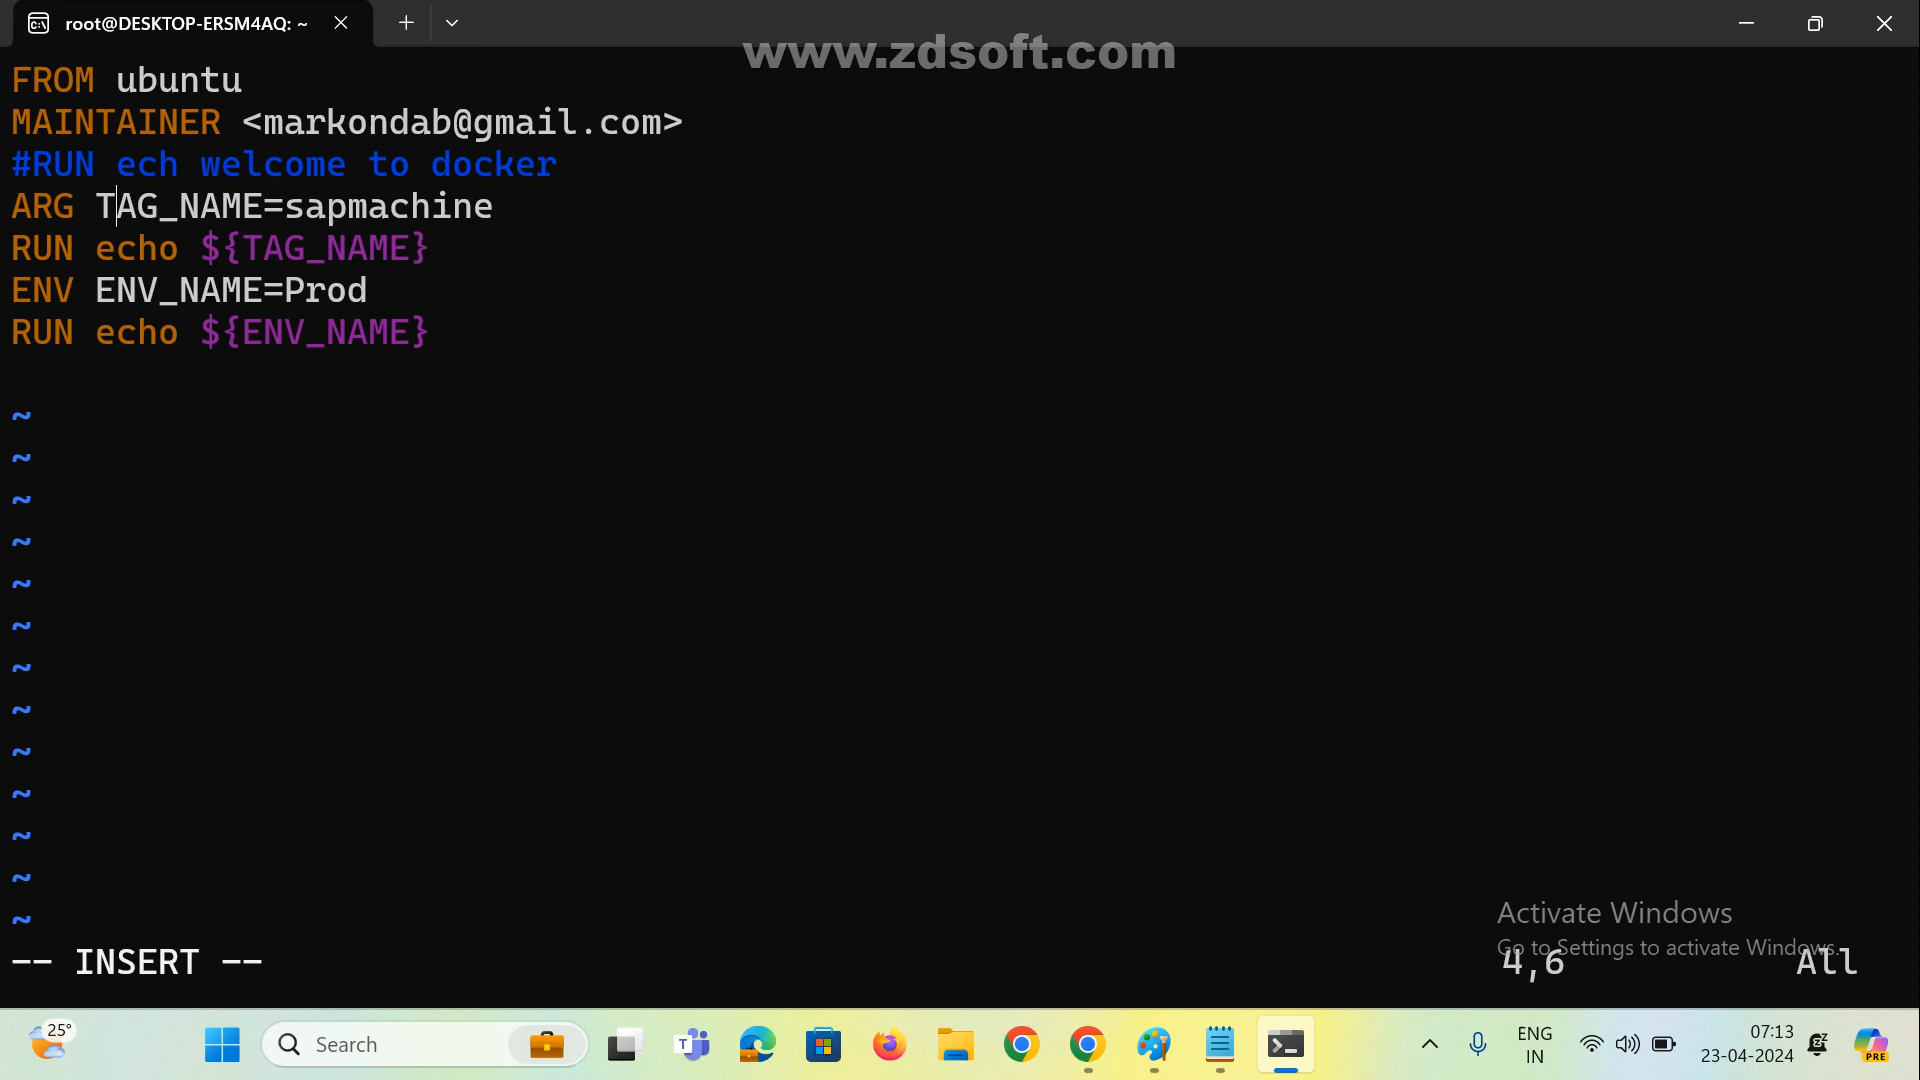 root@DESKTOP-ERSM4AQ: ~
www.zdsoft.com
FROM ubuntu
MAINTAINER <markondab@gmail.com>
#RUN ech welcome to docker
ARG TAG_NAME=sapmachine
RUN echo ${TAG_NAME}
ENV ENV_NAME=Prod
RUN echo ${ENV_NAME}
~
~
~
~
~
~
~
~
~
~
~
~
~
Activate Windows
Go to Settings to activate Windows.
-- INSERT --
4,6
All
25°
Search
ENG
IN
07:13
23-04-2024
PRE